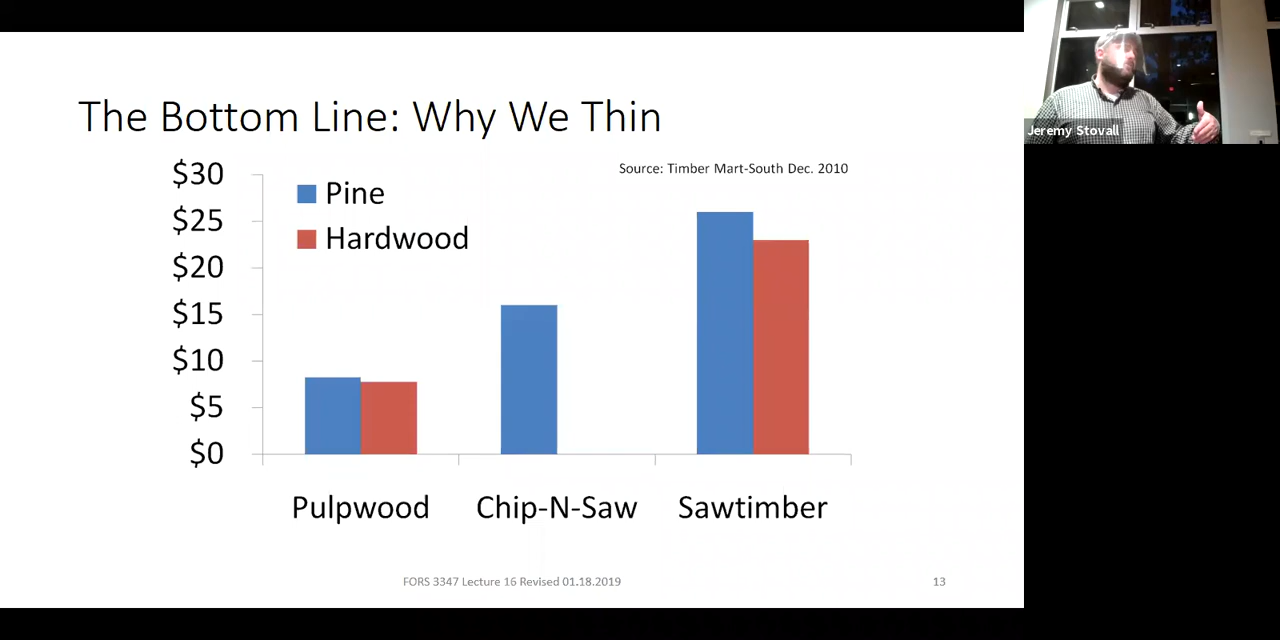 The Bottom Line: Why We Thin
Source: Timber Mart-South Dec. 2010
$30
$25
$20
$15
$10
$5
$0
Pine
Hardwood
Pulpwood Chip-N-Saw Sawtimber
FORS 3347 Lecture 16 Revised 01.18.2019 13
Jeremy Stovall